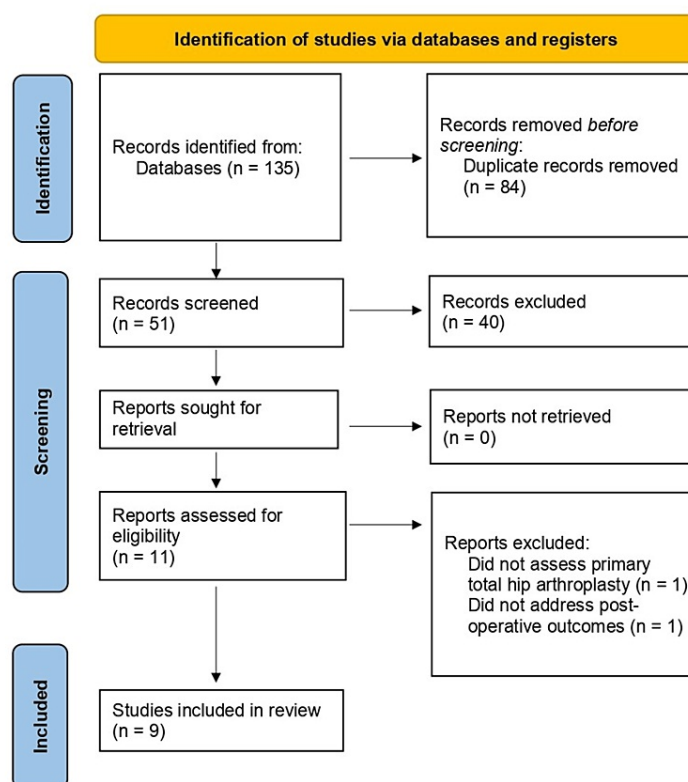 Identification of studies via databases and registers
Identification
Records identified from:
Databases (n = 135)
Records removed before
screening:
Duplicate records removed
(n = 84)
Screening
Records screened
(n = 51)
Records excluded
(n = 40)
Reports sought for
retrieval
Reports not retrieved
(n = 0)
Reports assessed for
eligibility
(n = 11)
Reports excluded:
Did not assess primary
total hip arthroplasty (n = 1)
Did not address post-
operative outcomes (n = 1)
Included
Studies included in review
(n = 9)